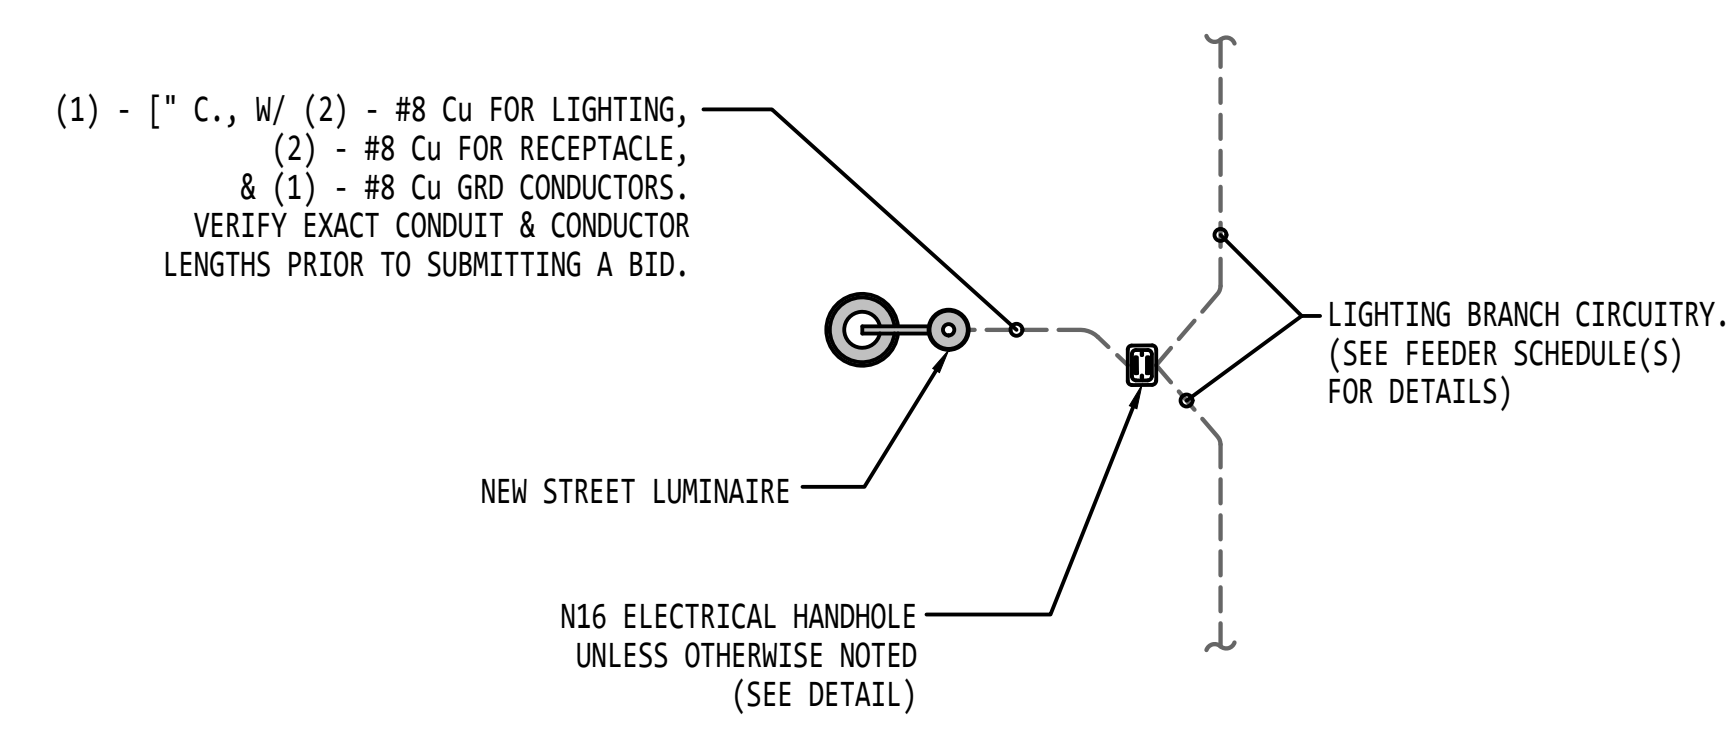 (1) - [" C., W/ (2) - #8 Cu FOR LIGHTING,
(2) - #8 Cu FOR RECEPTACLE,
& (1) - #8 Cu GRD CONDUCTORS.
VERIFY EXACT CONDUIT & CONDUCTOR
LENGTHS PRIOR TO SUBMITTING A BID.
LIGHTING BRANCH CIRCUITRY.
(SEE FEEDER SCHEDULE(S)
FOR DETAILS)
NEW STREET LUMINAIRE
N16 ELECTRICAL HANDHOLE
UNLESS OTHERWISE NOTED
(SEE DETAIL)